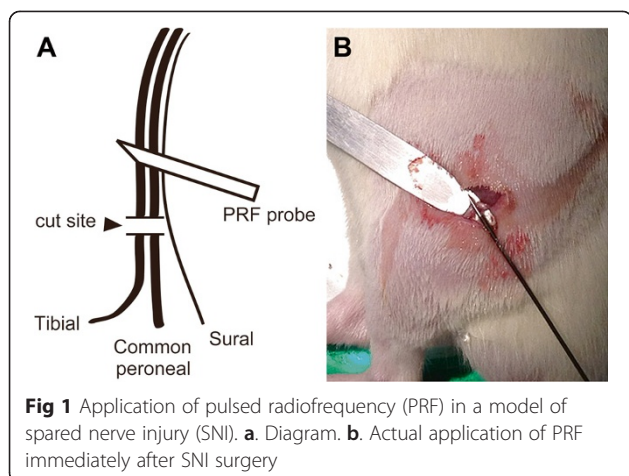 A
B
cut site
PRF probe
Tibial
Common
peroneal
Sural
Fig 1 Application of pulsed radiofrequency (PRF) in a model of
spared nerve injury (SNI). a. Diagram. b. Actual application of PRF
immediately after SNI surgery